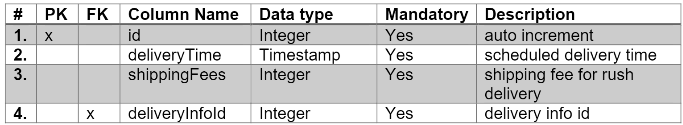 # PK FK Column Name Data type Mandatory Description
1. x id Integer Yes auto increment
2. deliveryTime Timestamp Yes scheduled delivery time
3. shippingFees Integer Yes shipping fee for rush
delivery
4. x deliveryInfoId Integer Yes delivery info id